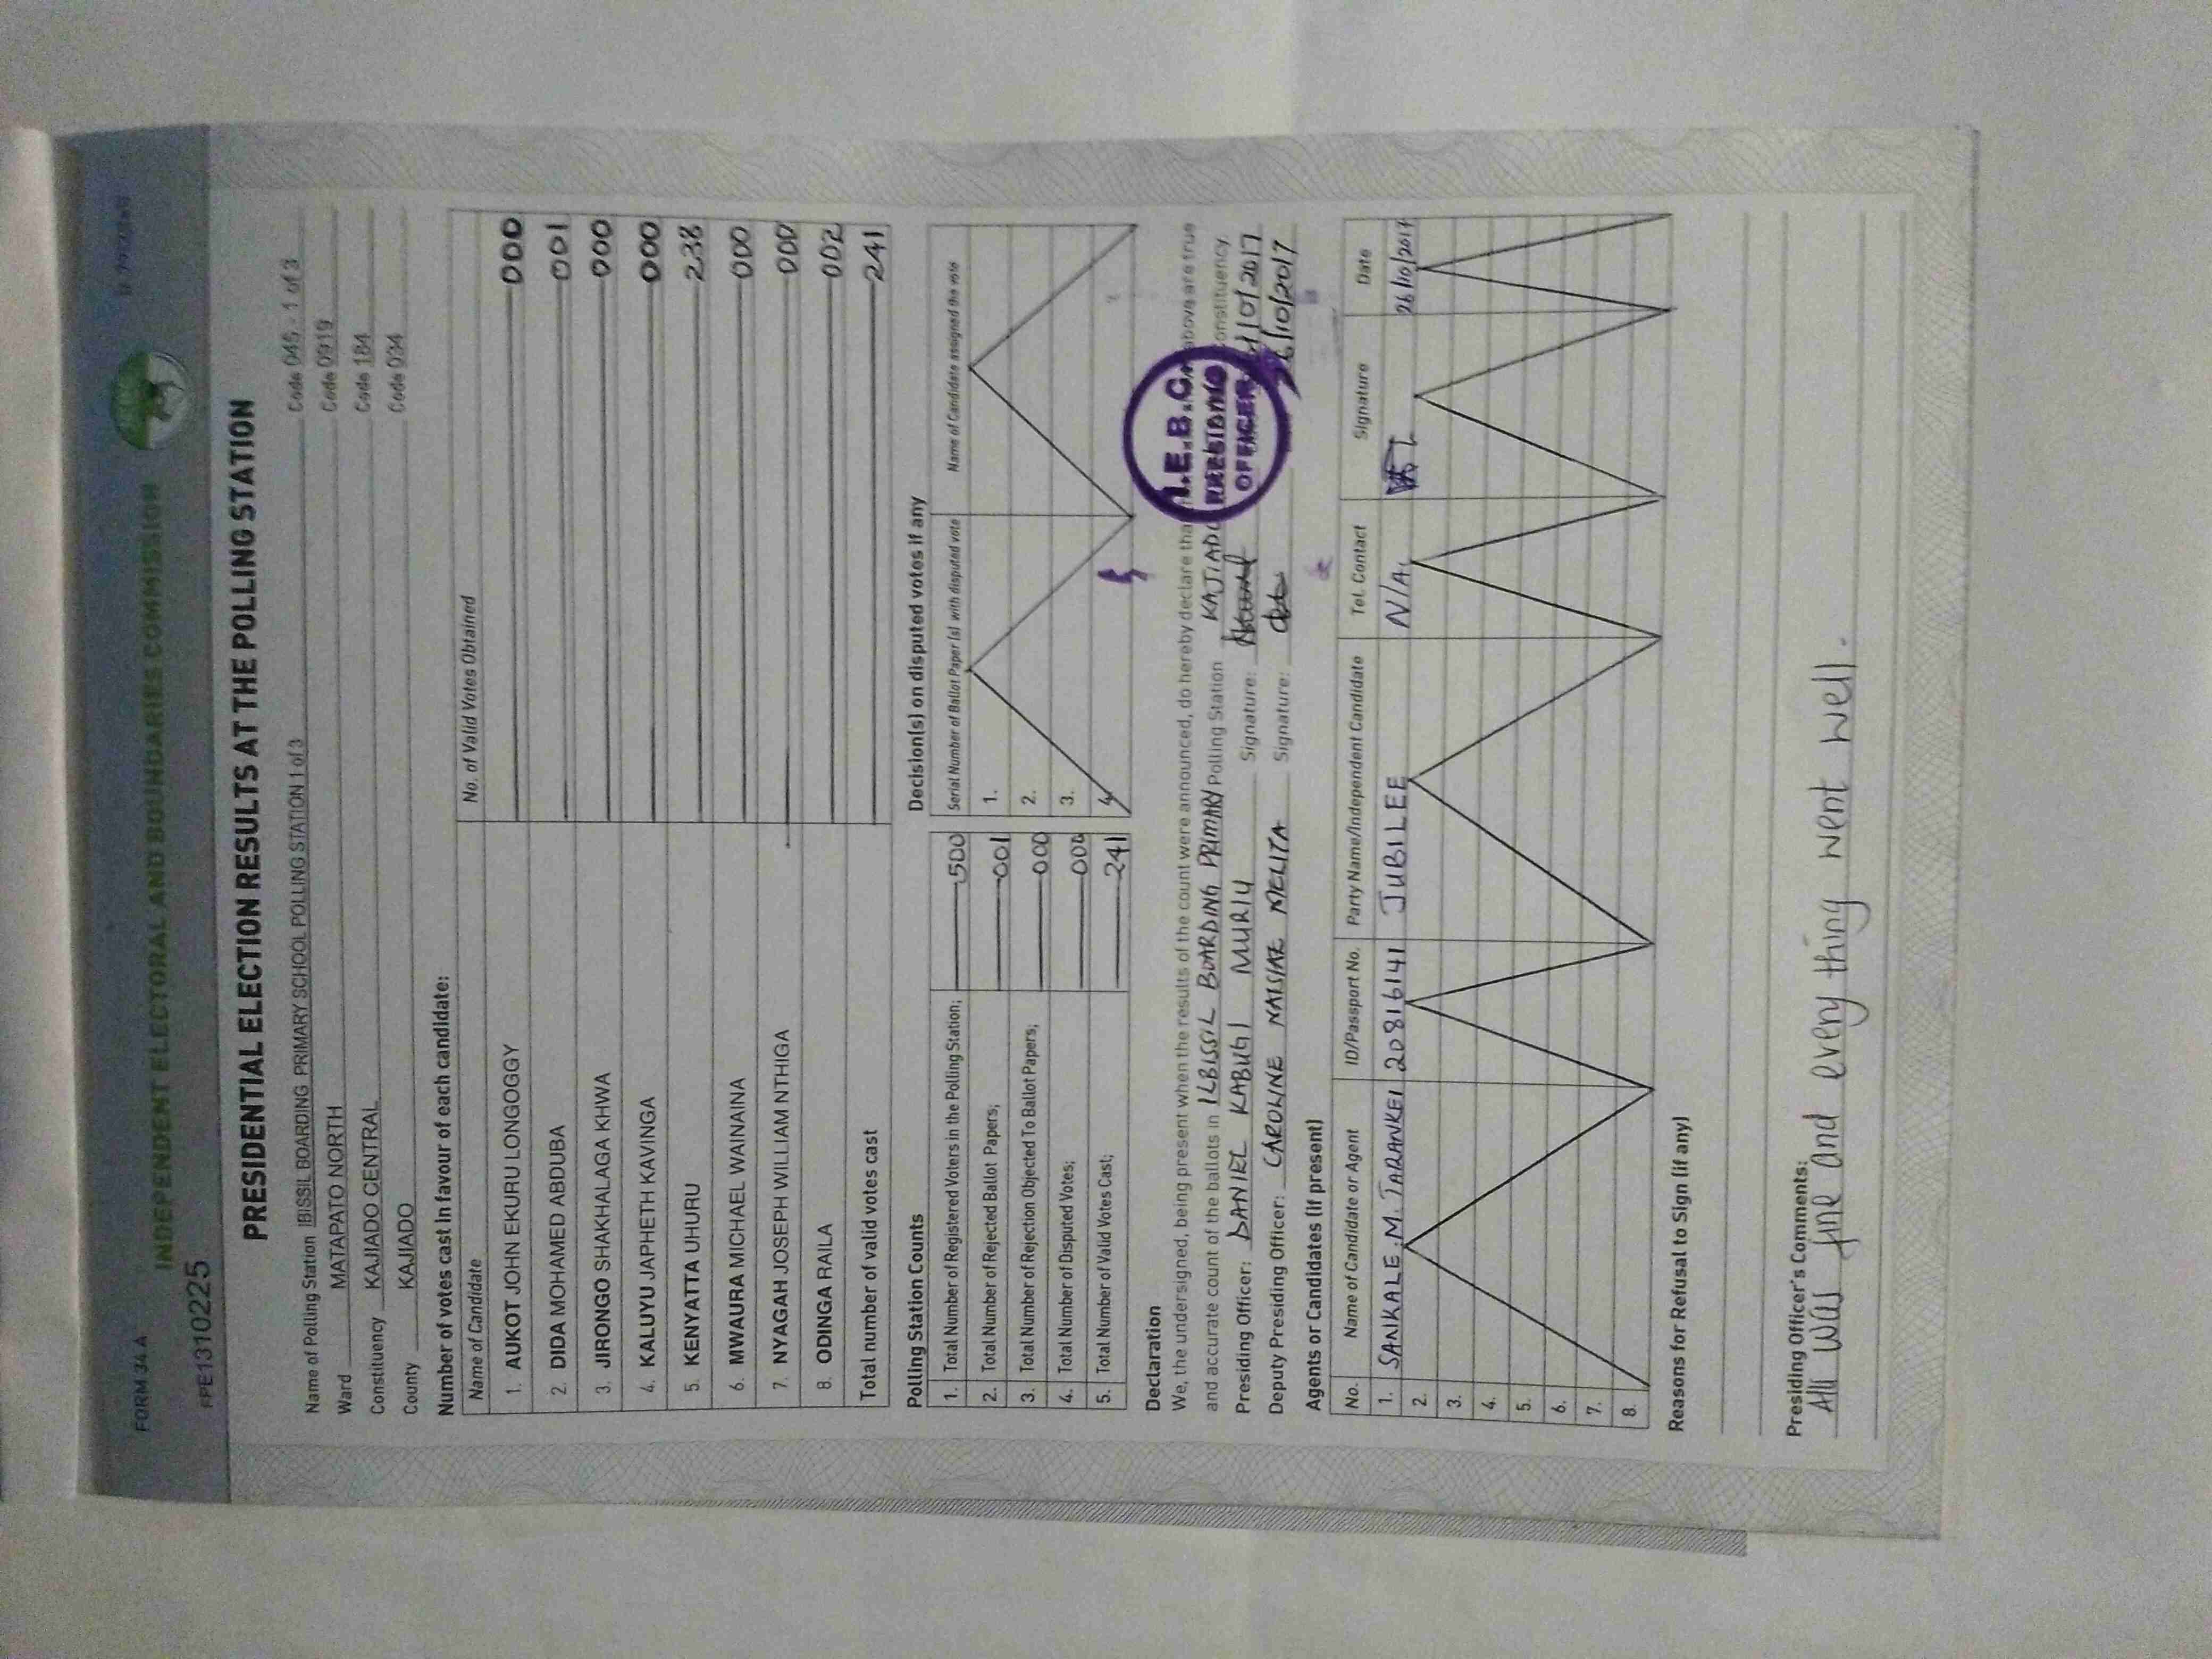 FORM 34 A
INDEPENDENT ELECTORAL AND BOUNDARIES COMMISSION
PPE1310225
PRESIDENTIAL ELECTION RESULTS AT THE POLLING STATION
Name of Polling Station IBISSIL BOARDING PRIMARY SCHOOL POLLING STATION 1 of 3 Code 045 - 1 of 3
Ward MATAPATO NORTH Code 0919
Constituency KAJIADO CENTRAL Code 184
County KAJIADO Code 034
Number of votes cast in favour of each candidate:
Name of Candidate No. of Valid Votes Obtained
1. AUKOT JOHN EKURU LONGOGGY 000
2. DIDA MOHAMED ABDUBA 001
3. JIRONGO SHAKHALAGA KHWA 000
4. KALUYU JAPHETH KAVINGA 000
5. KENYATTA UHURU 238
6. MWAURA MICHAEL WAINAINA 000
7. NYAGAH JOSEPH WILLIAM NTHIGA 000
8. ODINGA RAILA 002
Total number of valid votes cast 241
Polling Station Counts
1. Total Number of Registered Voters in the Polling Station; 500
2. Total Number of Rejected Ballot Papers; 001
3. Total Number of Rejection Objected To Ballot Papers; 000
4. Total Number of Disputed Votes; 000
5. Total Number of Valid Votes Cast; 241
Decision(s) on disputed votes if any
Serial Number of Ballot Paper (s) with disputed vote Name of Candidate assigned the vote
1.
2.
3.
4.
Declaration
We, the undersigned, being present when the results of the count were announced, do hereby declare that above are true
and accurate count of the ballots in ILBISSIL BOARDING PRIMARY Polling Station KAJIADO Constituency.
Presiding Officer: DANIEL KABUGI MURIU Signature: /10/2017
Deputy Presiding Officer: CAROLINE NAISIAE MELITA Signature: 26/10/2017
I.E.B.C.
PRESIDING
OFFICER
Agents or Candidates (if present)
No. Name of Candidate or Agent ID/Passport No. Party Name/Independent Candidate Tel. Contact Signature Date
1. SANKALE .M. TARANKEI 20816141 JUBILEE N/A 26/10/2017
2.
3.
4.
5.
6.
7.
8.
Reasons for Refusal to Sign (if any)
Presiding Officer's Comments:
All was fine and every thing went well.